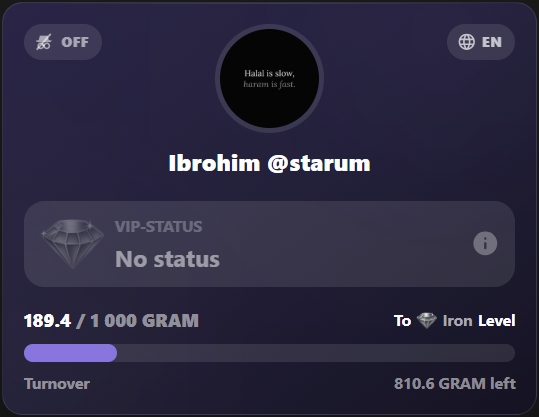 OFF
EN
Halal is slow,
haram is fast.
Ibrohim @starum
VIP-STATUS
No status
189.4 / 1 000 GRAM
To Iron Level
Turnover
810.6 GRAM left